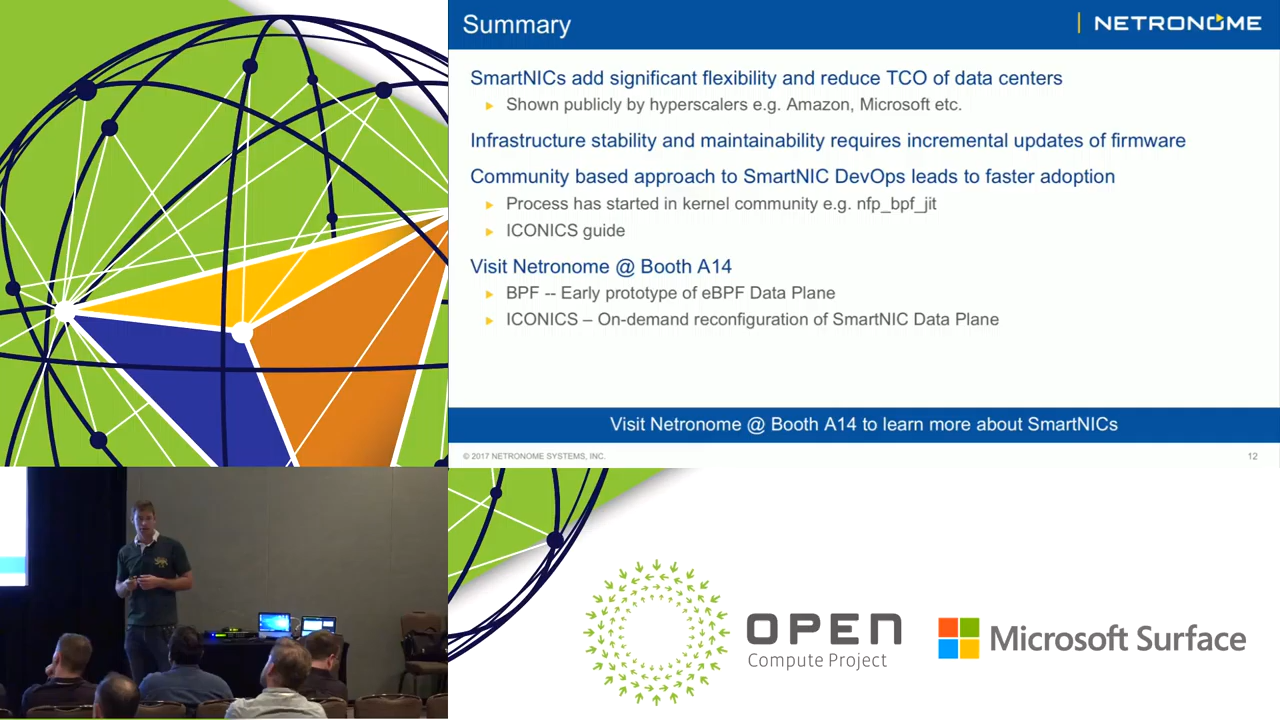 Summary
NETRONOME
SmartNICs add significant flexibility and reduce TCO of data centers
Shown publicly by hyperscalers e.g. Amazon, Microsoft etc.
Infrastructure stability and maintainability requires incremental updates of firmware
Community based approach to SmartNIC DevOps leads to faster adoption
Process has started in kernel community e.g. nfp_bpf_jit
ICONICS guide
Visit Netronome @ Booth A14
BPF -- Early prototype of eBPF Data Plane
ICONICS – On-demand reconfiguration of SmartNIC Data Plane
Visit Netronome @ Booth A14 to learn more about SmartNICs
© 2017 NETRONOME SYSTEMS, INC.
12
OPEN
Compute Project
Microsoft Surface